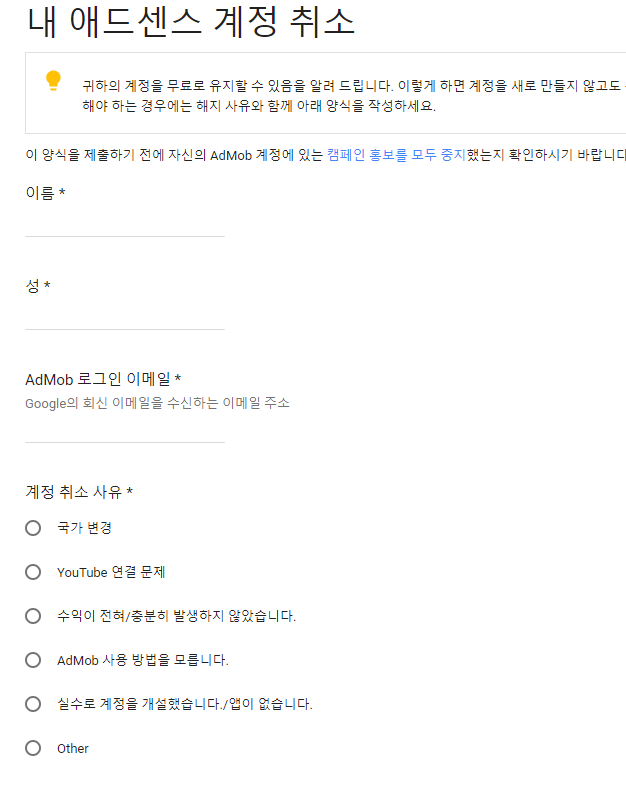 내 애드센스 계정 취소
귀하의 계정을 무료로 유지할 수 있음을 알려 드립니다. 이렇게 하면 계정을 새로 만들지 않고도
해야 하는 경우에는 해지 사유와 함께 아래 양식을 작성하세요.
이 양식을 제출하기 전에 자신의 AdMob 계정에 있는 캠페인 홍보를 모두 중지했는지 확인하시기 바랍니다
이름 *
성 *
AdMob 로그인 이메일 *
Google의 회신 이메일을 수신하는 이메일 주소
계정 취소 사유 *
국가 변경
YouTube 연결 문제
수익이 전혀/충분히 발생하지 않았습니다.
AdMob 사용 방법을 모릅니다.
실수로 계정을 개설했습니다./앱이 없습니다.
Other